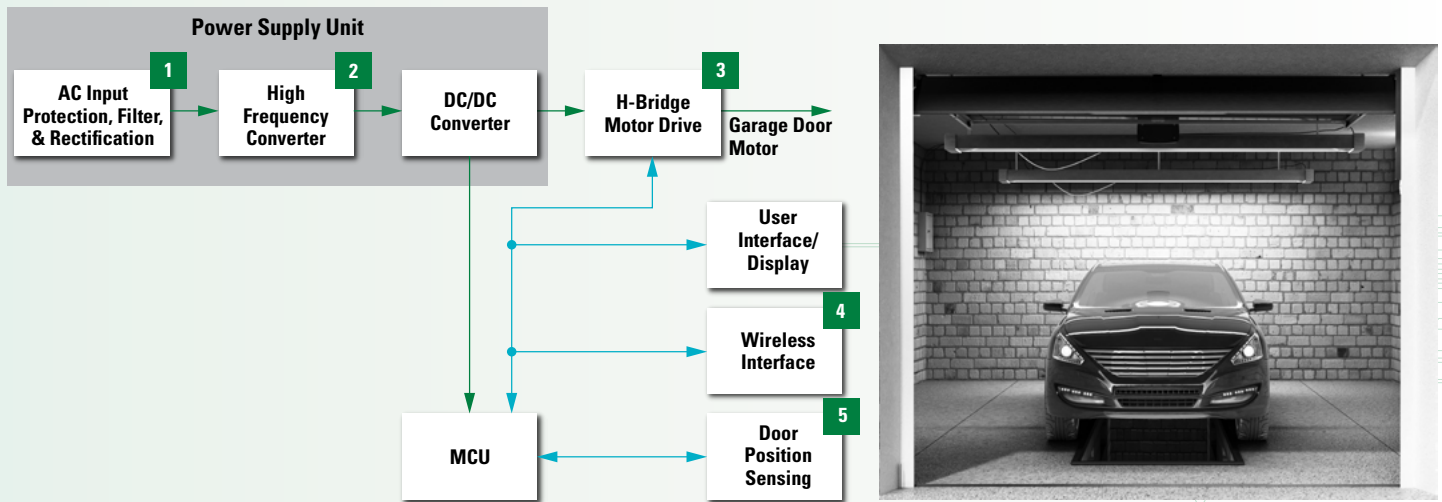 Power Supply Unit
1
AC Input
Protection, Filter,
& Rectification
2
High
Frequency
Converter
DC/DC
Converter
3
H-Bridge
Motor Drive
Garage Door
Motor
User
Interface/
Display
4
Wireless
Interface
MCU
5
Door
Position
Sensing